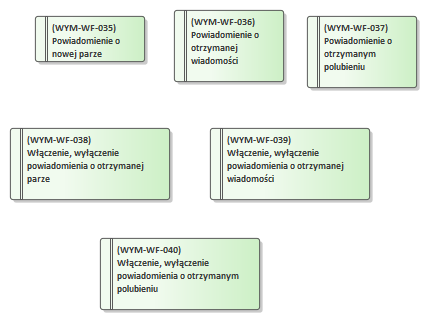 (WYM-WF-035)
Powiadomienie o
nowej parze
(WYM-WF-036)
Powiadomienie o
otrzymanej
wiadomości
(WYM-WF-037)
Powiadomienie o
otrzymanym
polubieniu
(WYM-WF-038)
Włączenie, wyłączenie
powiadomienia o otrzymanej
parze
(WYM-WF-039)
Włączenie, wyłączenie
powiadomienia o otrzymanej
wiadomości
(WYM-WF-040)
Włączenie, wyłączenie
powiadomienia o otrzymanym
polubieniu